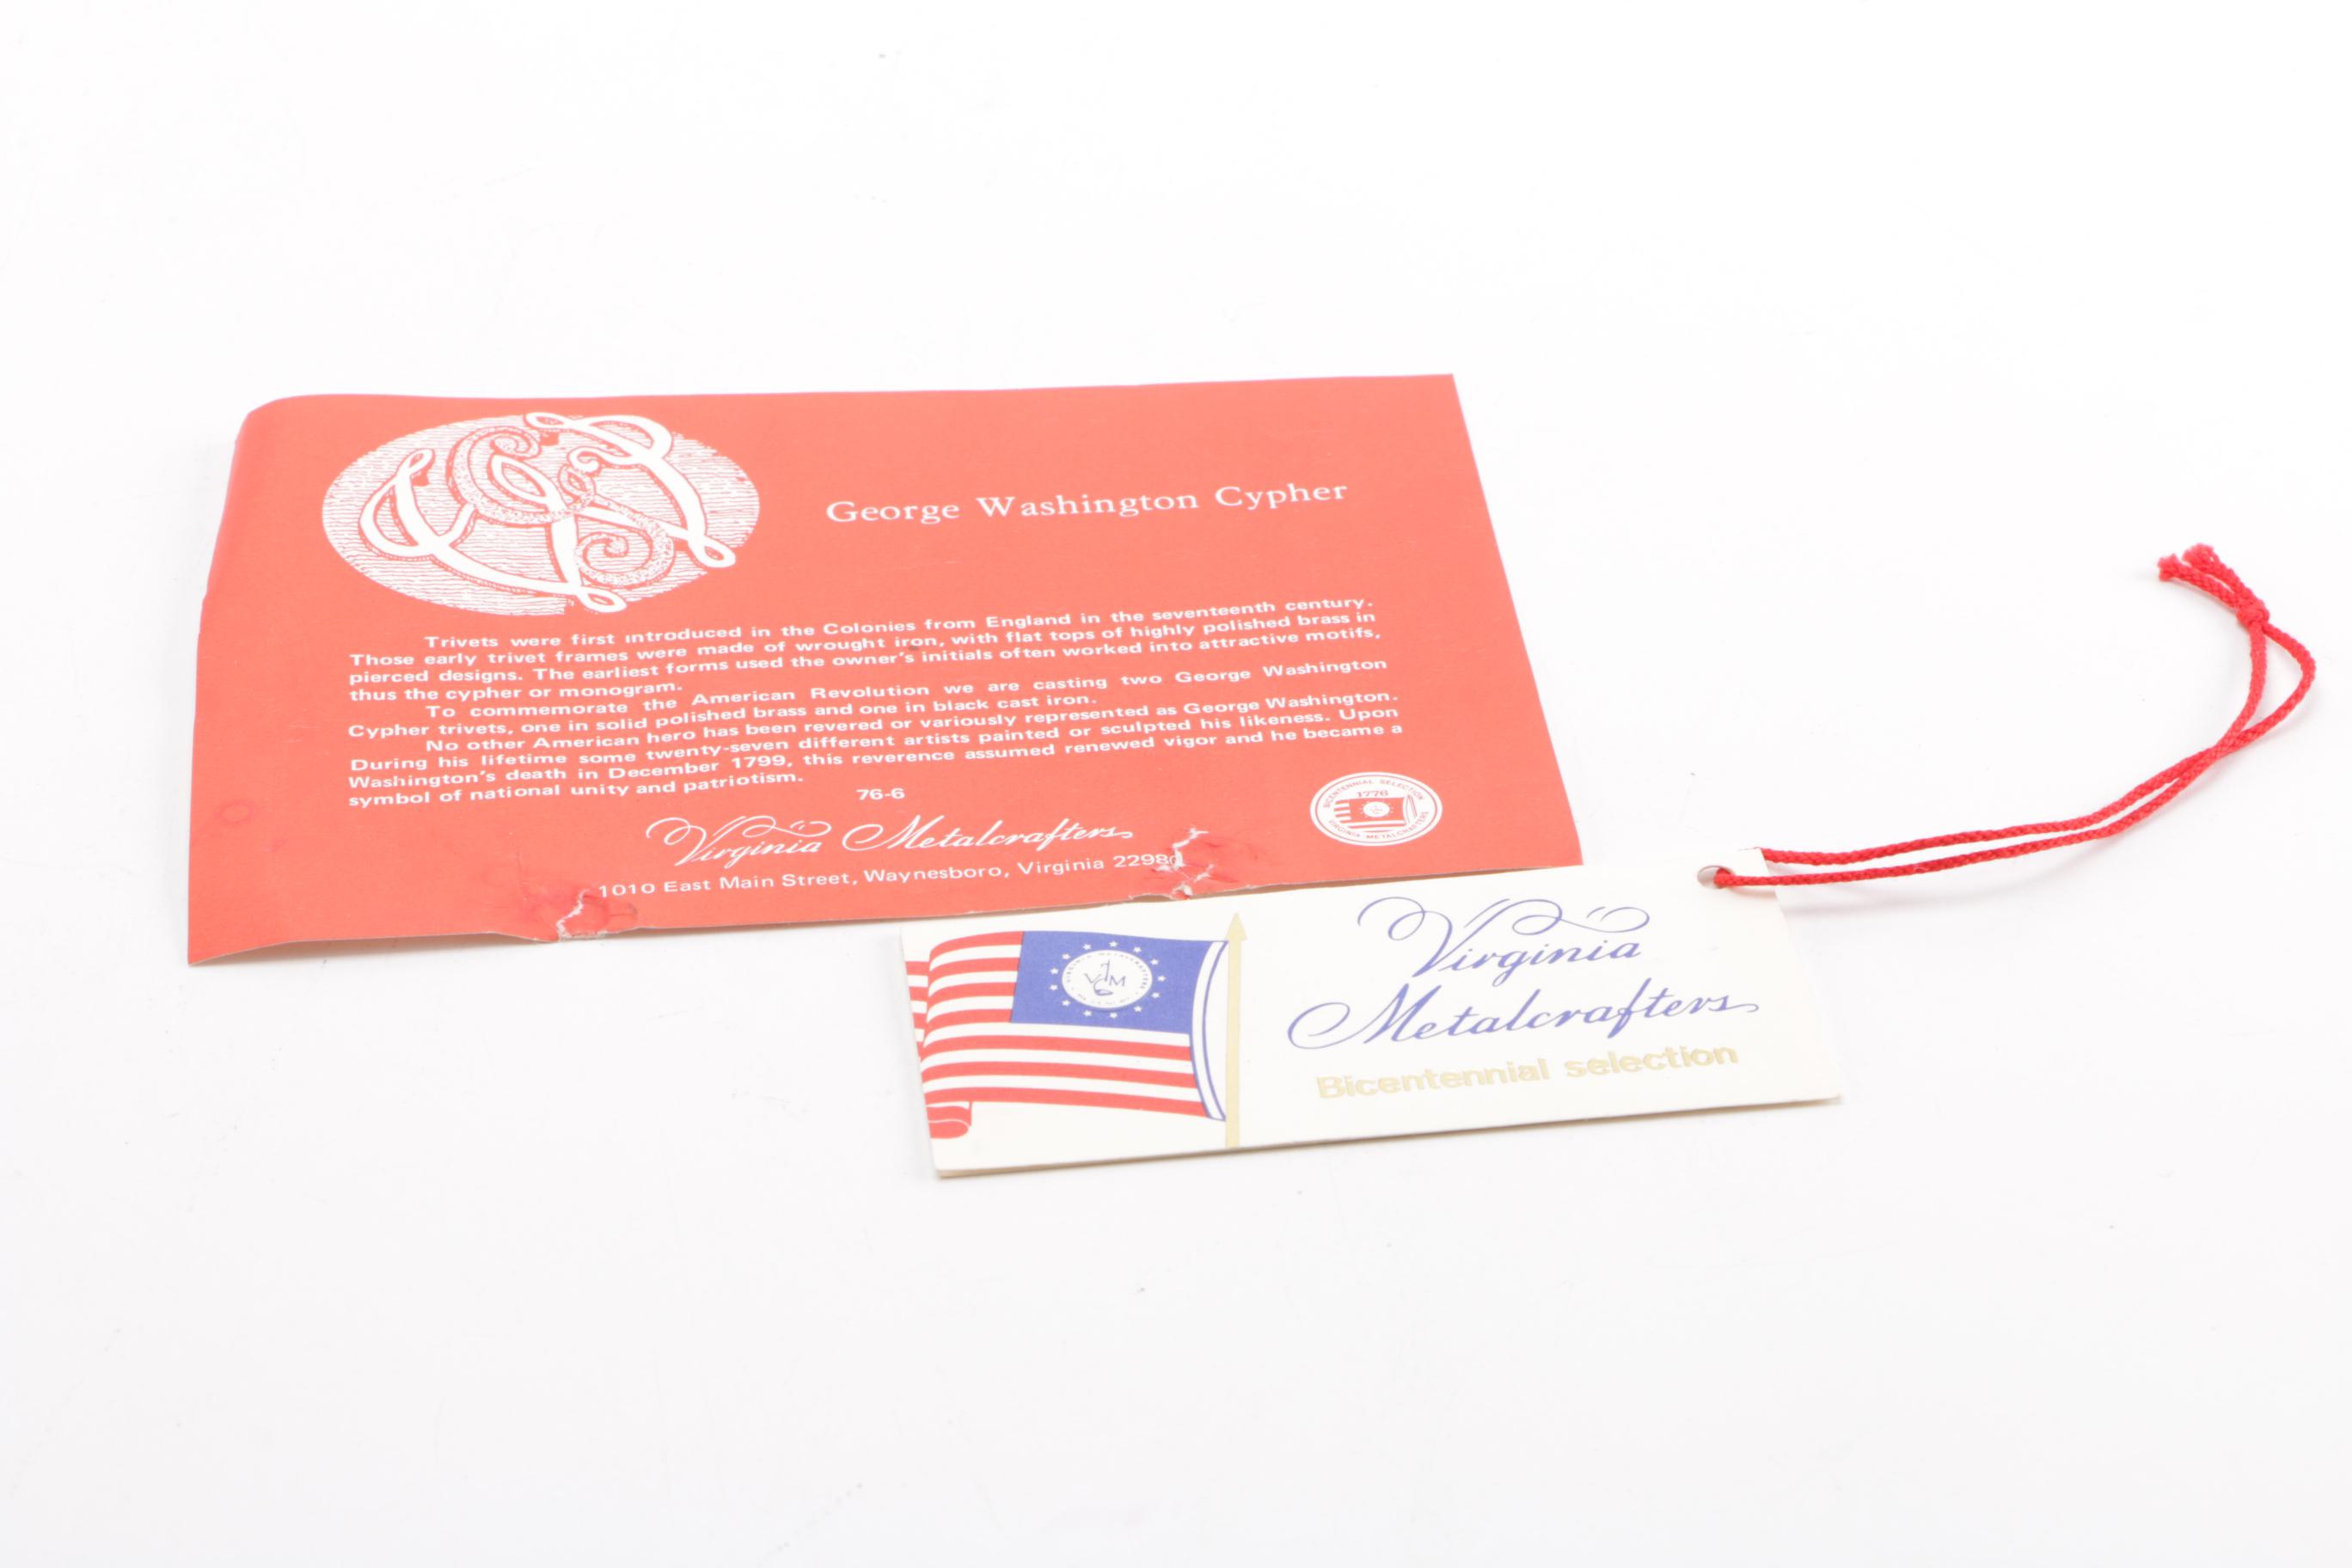 George Washington Cypher
Trivets were first introduced in the Colonies from England in the seventeenth century.
Those early trivet frames were made of wrought iron, with flat tops of highly polished brass in
pierced designs. The earliest forms used the owner's initials often worked into attractive motifs,
thus the cypher or monogram.
To commemorate the American Revolution we are casting two George Washington
Cypher trivets, one in solid polished brass and one in black cast iron.
No other American hero has been revered or variously represented as George Washington.
During his lifetime some twenty-seven different artists painted or sculpted his likeness. Upon
Washington's death in December 1799, this reverence assumed renewed vigor and he became a
symbol of national unity and patriotism.
76-6
Virginia Metalcrafters
1010 East Main Street, Waynesboro, Virginia 22980
BICENTENNIAL SELECTION
1776
VIRGINIA METALCRAFTERS
VMC
Virginia
Metalcrafters
Bicentennial selection